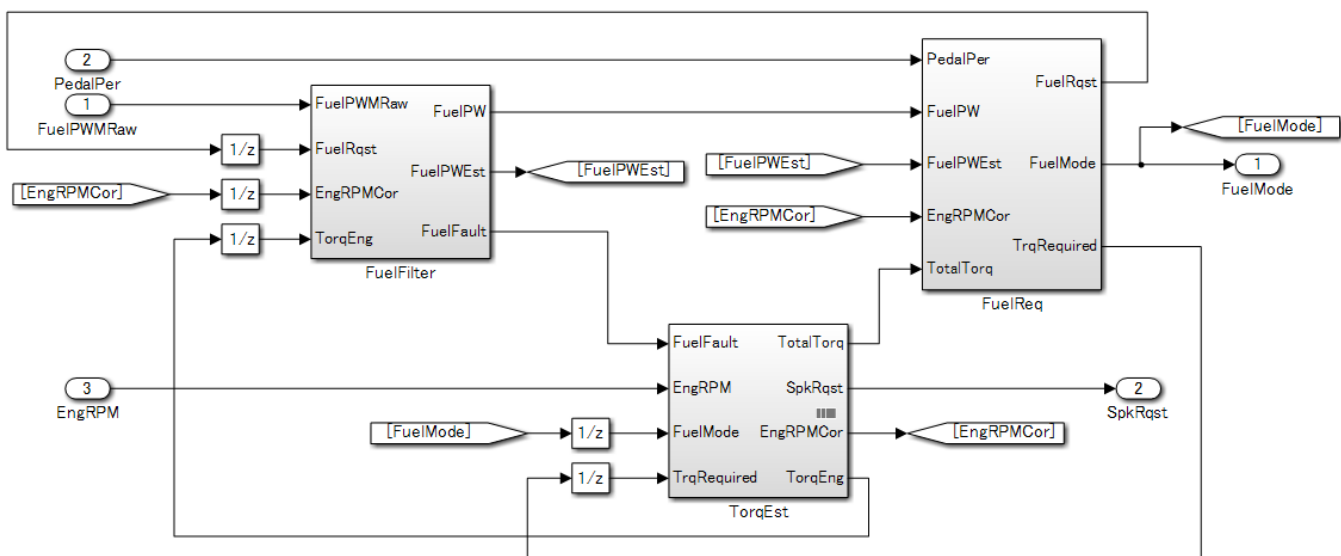 2
PedalPer
1
FuelPWMRaw
1/z
[EngRPMCor]
1/z
1/z
FuelPWMRaw
FuelRqst
EngRPMCor
TorqEng
FuelPW
FuelPWEst
FuelFault
FuelFilter
[FuelPWEst]
[FuelPWEst]
[EngRPMCor]
PedalPer
FuelPW
FuelPWEst
EngRPMCor
TotalTorq
FuelRqst
FuelMode
TrqRequired
FuelReq
[FuelMode]
1
FuelMode
3
EngRPM
[FuelMode]
1/z
1/z
FuelFault
EngRPM
FuelMode
TrqRequired
TotalTorq
SpkRqst
EngRPMCor
TorqEng
TorqEst
2
SpkRqst
[EngRPMCor]